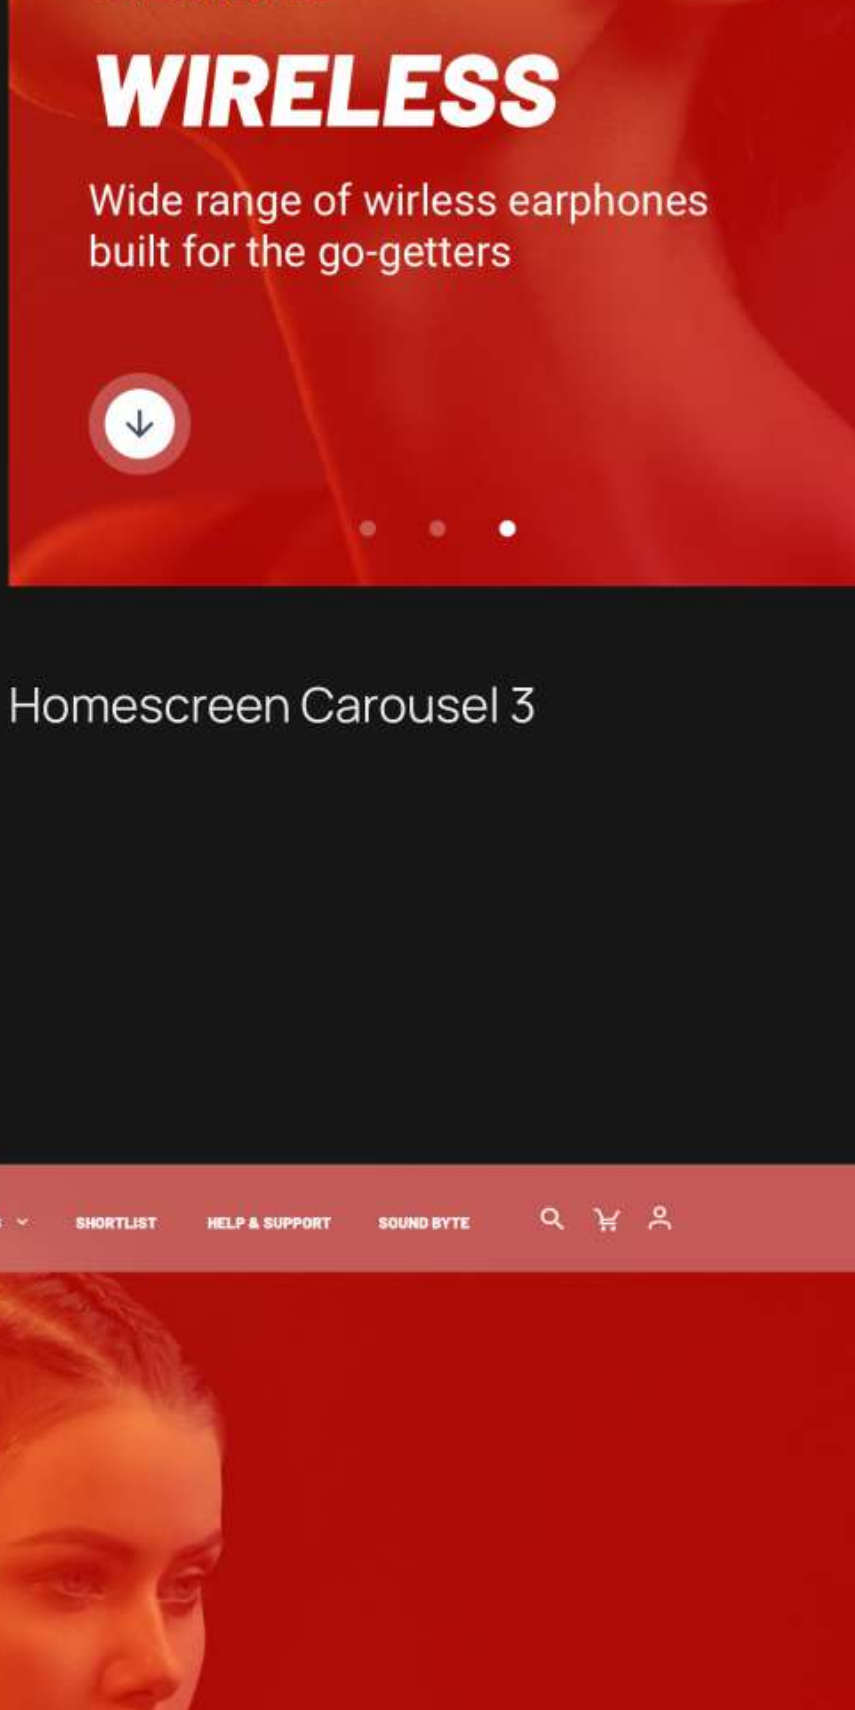 WIRELESS
Wide range of wirless earphones
built for the go-getters
Homescreen Carousel 3
SHORTLIST HELP & SUPPORT SOUND BYTE